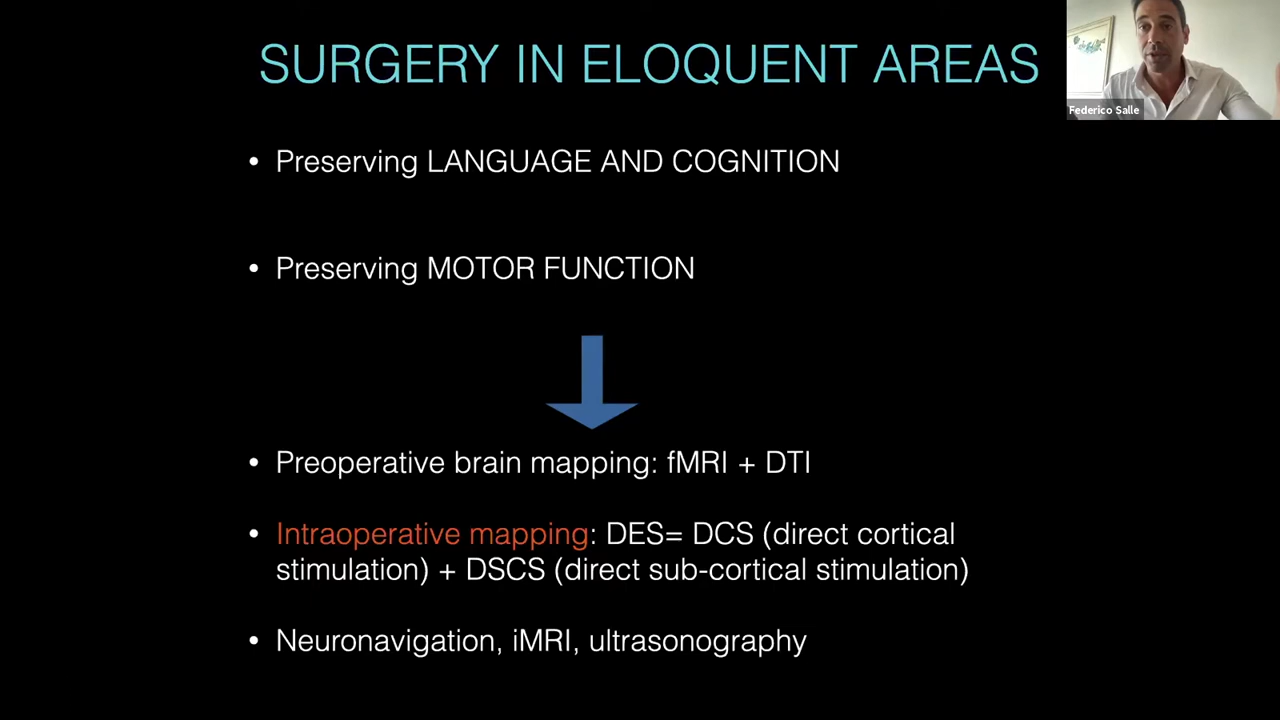 SURGERY IN ELOQUENT AREAS
Federico Salle
• Preserving LANGUAGE AND COGNITION
• Preserving MOTOR FUNCTION
• Preoperative brain mapping: fMRI + DTI
• Intraoperative mapping: DES= DCS (direct cortical
stimulation) + DSCS (direct sub-cortical stimulation)
• Neuronavigation, iMRI, ultrasonography